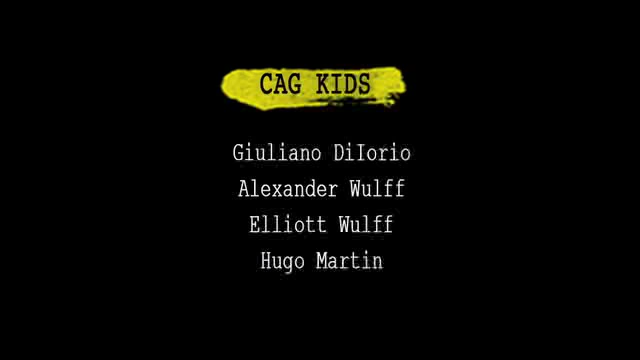 CAG KIDS
Giuliano DiIorio
Alexander Wulff
Elliott Wulff
Hugo Martin